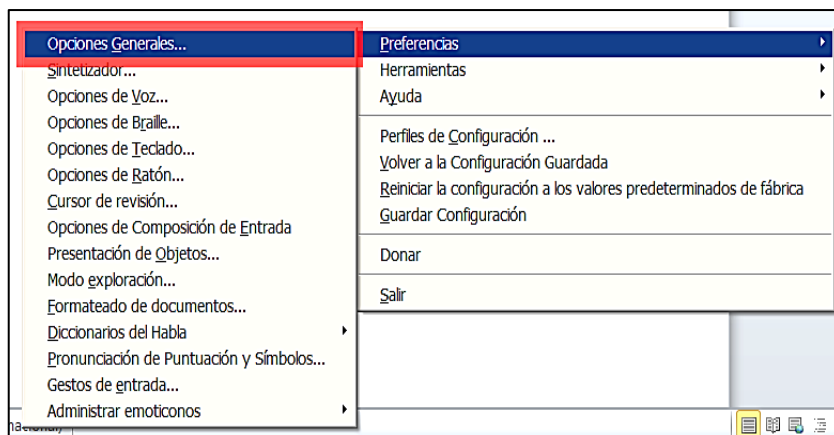 Opciones Generales...
Sintetizador...
Opciones de Voz...
Opciones de Braille...
Opciones de Teclado...
Opciones de Ratón...
Cursor de revisión...
Opciones de Composición de Entrada
Presentación de Objetos...
Modo exploración...
Formateado de documentos...
Diccionarios del Habla
Pronunciación de Puntuación y Símbolos...
Gestos de entrada...
Administrar emoticonos
Preferencias
Herramientas
Ayuda
Perfiles de Configuración ...
Volver a la Configuración Guardada
Reiniciar la configuración a los valores predeterminados de fábrica
Guardar Configuración
Donar
Salir